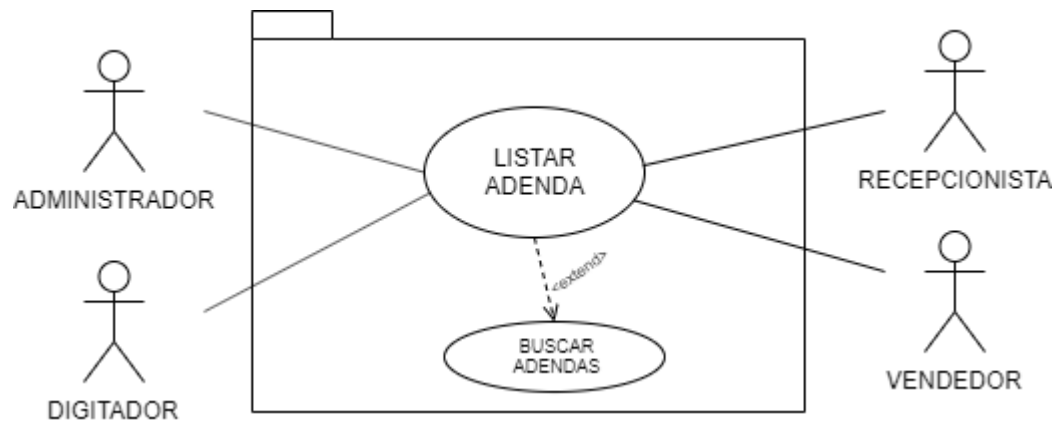 ADMINISTRADOR
DIGITADOR
LISTAR
ADENDA
<extend>
BUSCAR
ADENDAS
RECEPCIONISTA
VENDEDOR